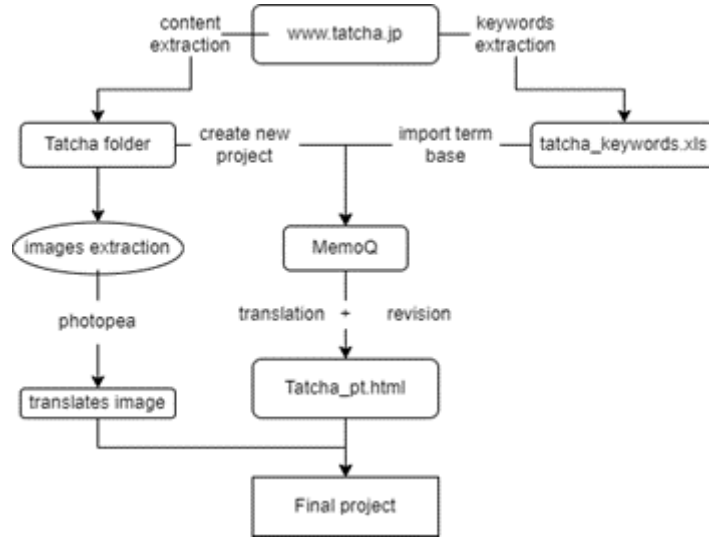 content
extraction
www.tatcha.jp
keywords
extraction
Tatcha folder
create new
project
import term
base
tatcha_keywords.xls
images extraction
MemoQ
photopea
translation + revision
translates image
Tatcha_pt.html
Final project